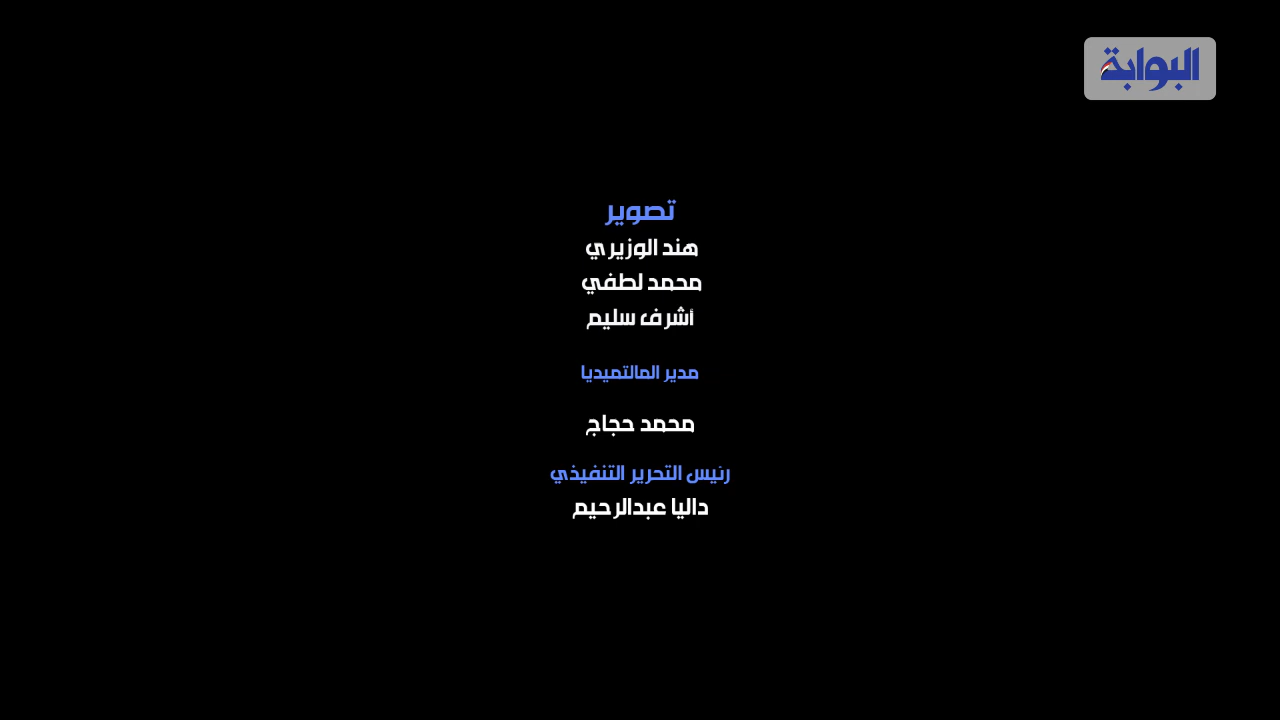 البوابة
تصوير
هند الوزيري
محمد لطفي
أشرف سليم
مدير المالتميديا
محمد حجاج
رئيس التحرير التنفيذي
داليا عبدالرحيم